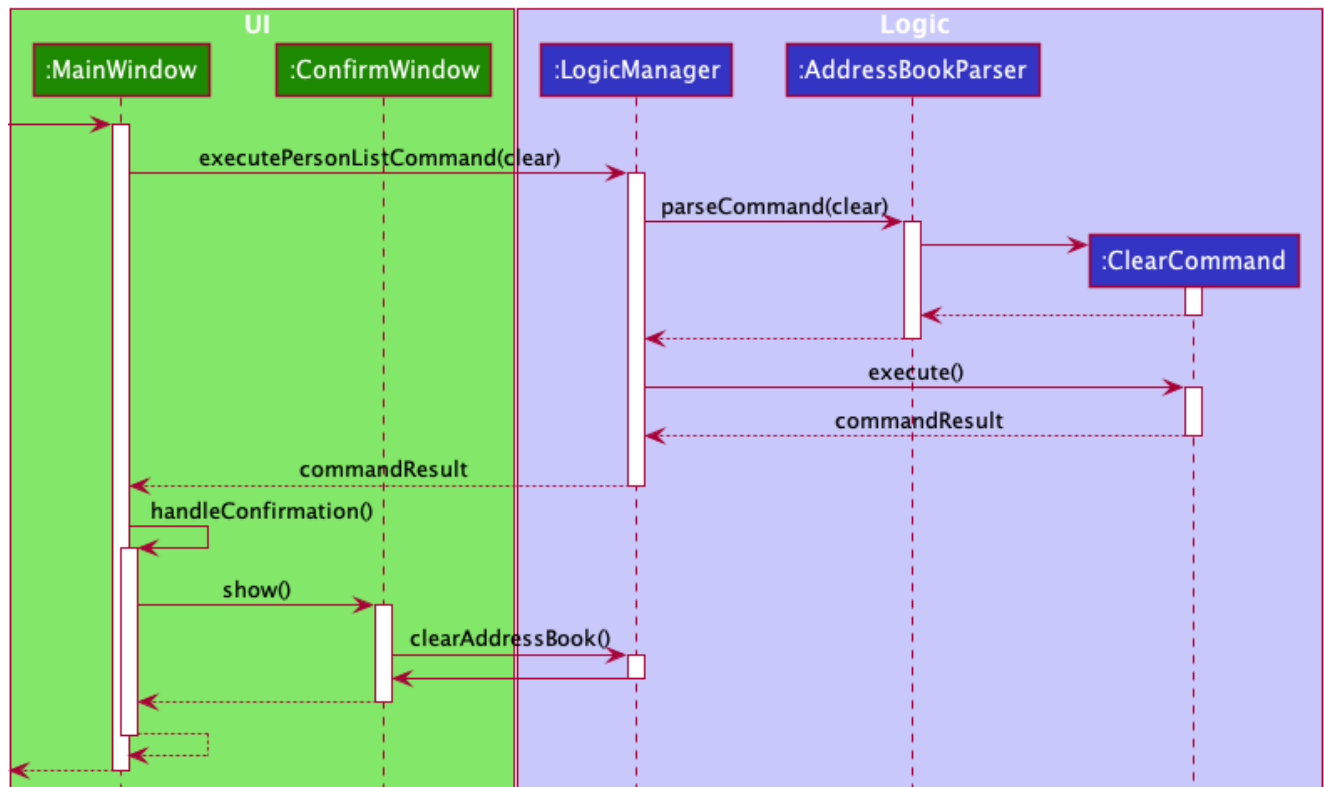 UI
Logic
:MainWindow
:ConfirmWindow
:LogicManager
:AddressBookParser
executePersonListCommand(clear)
parseCommand(clear)
:ClearCommand
execute()
commandResult
commandResult
handleConfirmation()
show()
clearAddressBook()